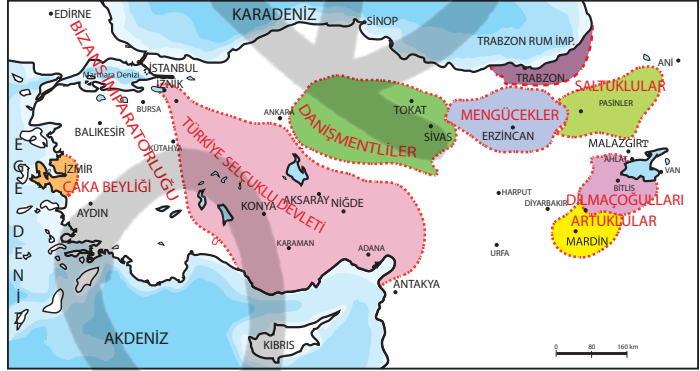 EDİRNE
KARADENİZ
SİNOP
TRABZON RUM İMP.
TRABZON
ANİ
BİZANS İMPARATORLUĞU
Marmara Denizi
İSTANBUL
İZNİK
BURSA
ANKARA
DANİŞMENTLİLER
TOKAT
SİVAS
MENGÜCEKLER
ERZİNCAN
SALTUKLULAR
PASİNLER
BALIKESİR
KÜTAHYA
TÜRKİYE SELÇUKLU DEVLETİ
MALAZGİRT
AHLAT
VAN
BİTLİS
EGE DENİZ
İZMİR
ÇAKA BEYLİĞİ
AYDIN
KONYA
AKSARAY
NİĞDE
HARPUT
DİYARBAKIR
DİLMAÇOĞULLARI
ARTUKLULAR
MARDİN
KARAMAN
ADANA
URFA
ANTAKYA
AKDENİZ
KIBRIS
0 80 160 km